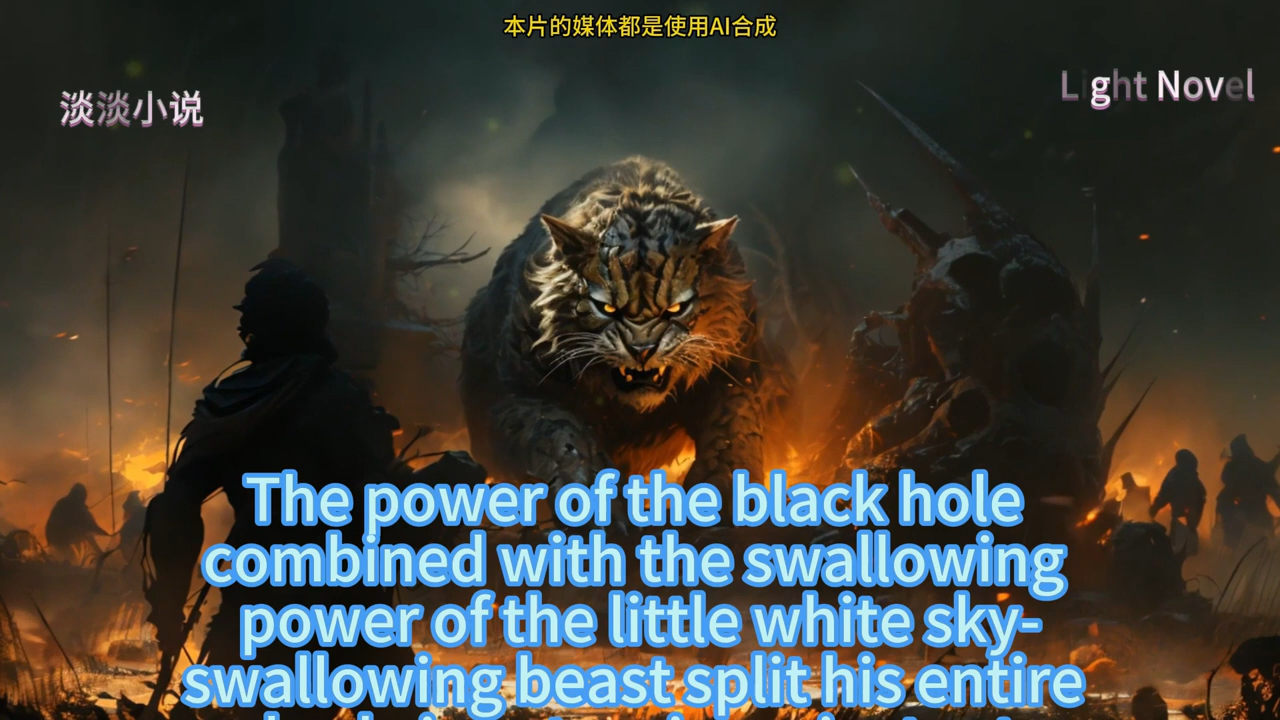 本片的媒体都是使用AI合成
淡淡小说
Light Novel
The power of the black hole
combined with the swallowing
power of the little white sky-
swallowing beast split his entire